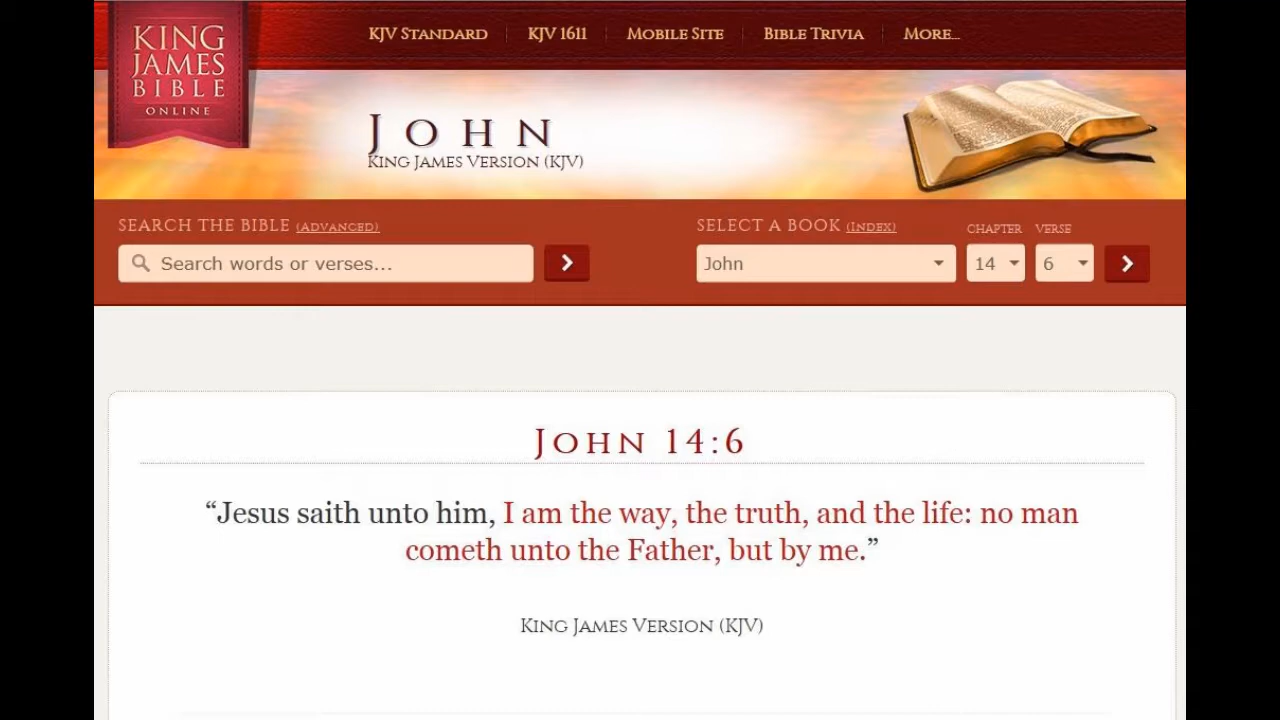 KING
JAMES
BIBLE
ONLINE
KJV STANDARD
KJV 1611
MOBILE SITE
BIBLE TRIVIA
MORE...
JOHN
KING JAMES VERSION (KJV)
SEARCH THE BIBLE (ADVANCED)
Search words or verses...
SELECT A BOOK (INDEX)
CHAPTER
VERSE
John
14
6
JOHN 14:6
“Jesus saith unto him, I am the way, the truth, and the life: no man
cometh unto the Father, but by me.”
KING JAMES VERSION (KJV)